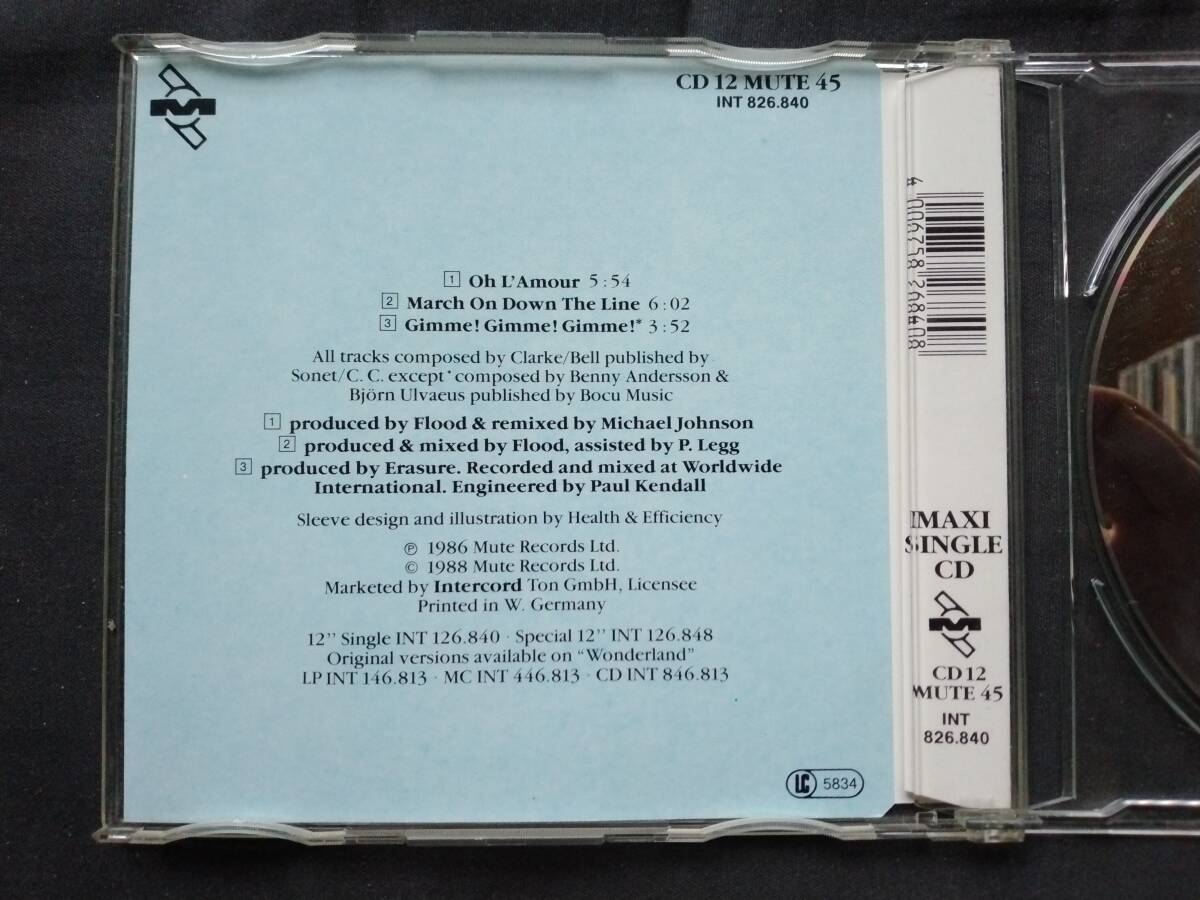 CD 12 MUTE 45
INT 826.840
1 Oh L'Amour 5:54
2 March On Down The Line 6:02
3 Gimme! Gimme! Gimme!* 3:52
All tracks composed by Clarke/Bell published by
Sonet/C. C. except * composed by Benny Andersson &
Björn Ulvaeus published by Bocu Music
1 produced by Flood & remixed by Michael Johnson
2 produced & mixed by Flood, assisted by P. Legg
3 produced by Erasure. Recorded and mixed at Worldwide
International. Engineered by Paul Kendall
Sleeve design and illustration by Health & Efficiency
℗ 1986 Mute Records Ltd.
© 1988 Mute Records Ltd.
Marketed by Intercord Ton GmbH, Licensee
Printed in W. Germany
12" Single INT 126.840 · Special 12" INT 126.848
Original versions available on "Wonderland"
LP INT 146.813 · MC INT 446.813 · CD INT 846.813
LC 5834
4 006758 268408
MAXI
SINGLE
CD
M
CD 12
MUTE 45
INT
826.840